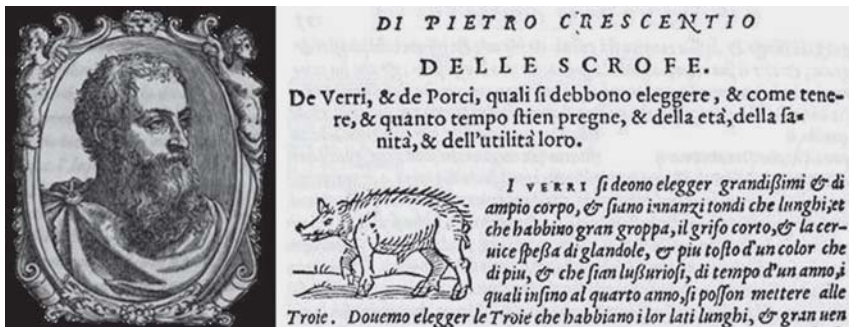 DI PIETRO CRESCENTIO
DELLE SCROFE.
De Verri, & de Porci, quali ſi debbono eleggere, & come tene-
re, & quanto tempo ſtien pregne, & della età, della ſa-
nità, & dell'utilità loro.
I VERRI ſi deono elegger grandißimi & di
ampio corpo, & ſiano innanzi tondi che lunghi, et
che habbino gran groppa, il grifo corto, & la cer-
uice ſpeßa di glandole, & piu toſto d'un color che
di piu, & che ſian lußurioſi, di tempo d'un anno, i
quali inſino al quarto anno, ſi poſſon mettere alle
Troie. Douemo elegger le Troie che habbiano i lor lati lunghi, & gran uen